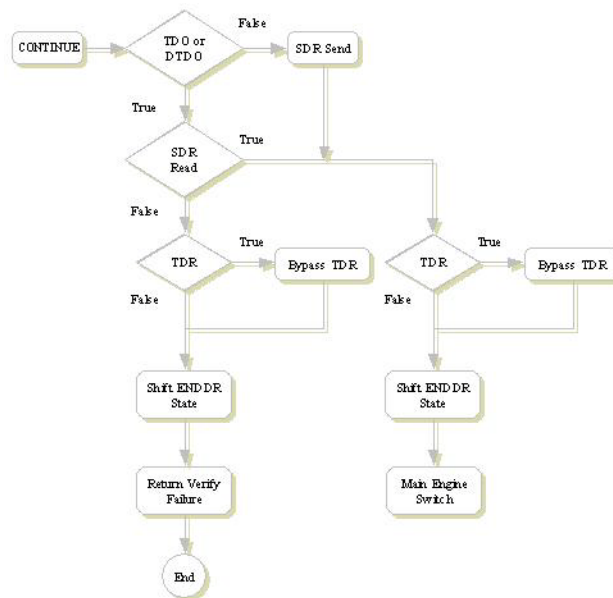 CONTINUE
TDO or
DTDO
False
SDR Send
True
SDR
Read
True
False
TDR
True
Bypass TDR
False
TDR
True
Bypass TDR
False
Shift ENDDR
State
Shift ENDDR
State
Return Verify
Failure
Main Engine
Switch
End